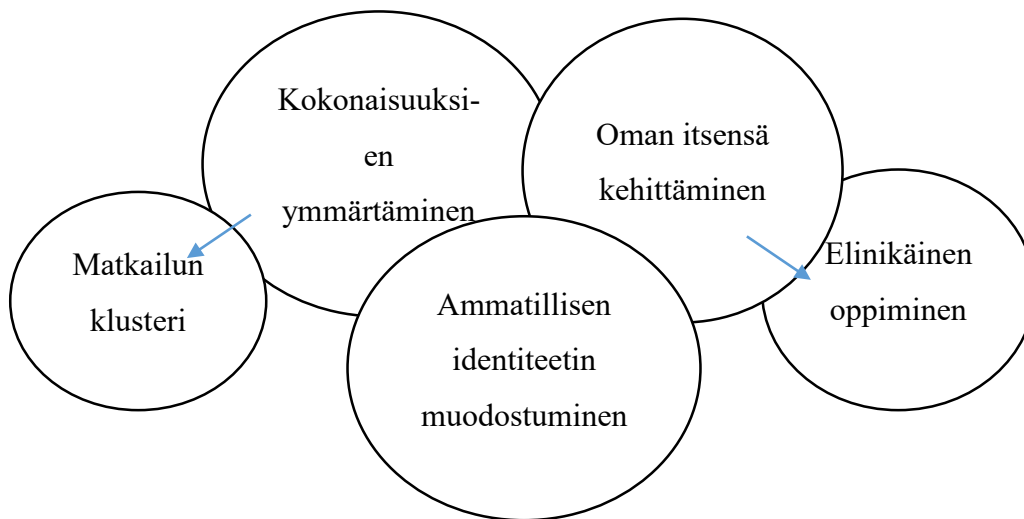 Kokonaisuuksi-
en
ymmärtäminen
Oman itsensä
kehittäminen
Matkailun
klusteri
Elinikäinen
oppiminen
Ammatillisen
identiteetin
muodostuminen